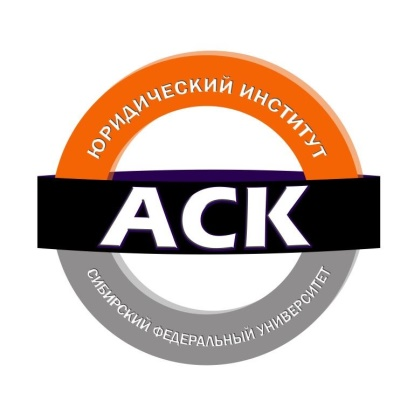 ЮРИДИЧЕСКИЙ ИНСТИТУТ
АСК
СИБИРСКИЙ ФЕДЕРАЛЬНЫЙ УНИВЕРСИТЕТ